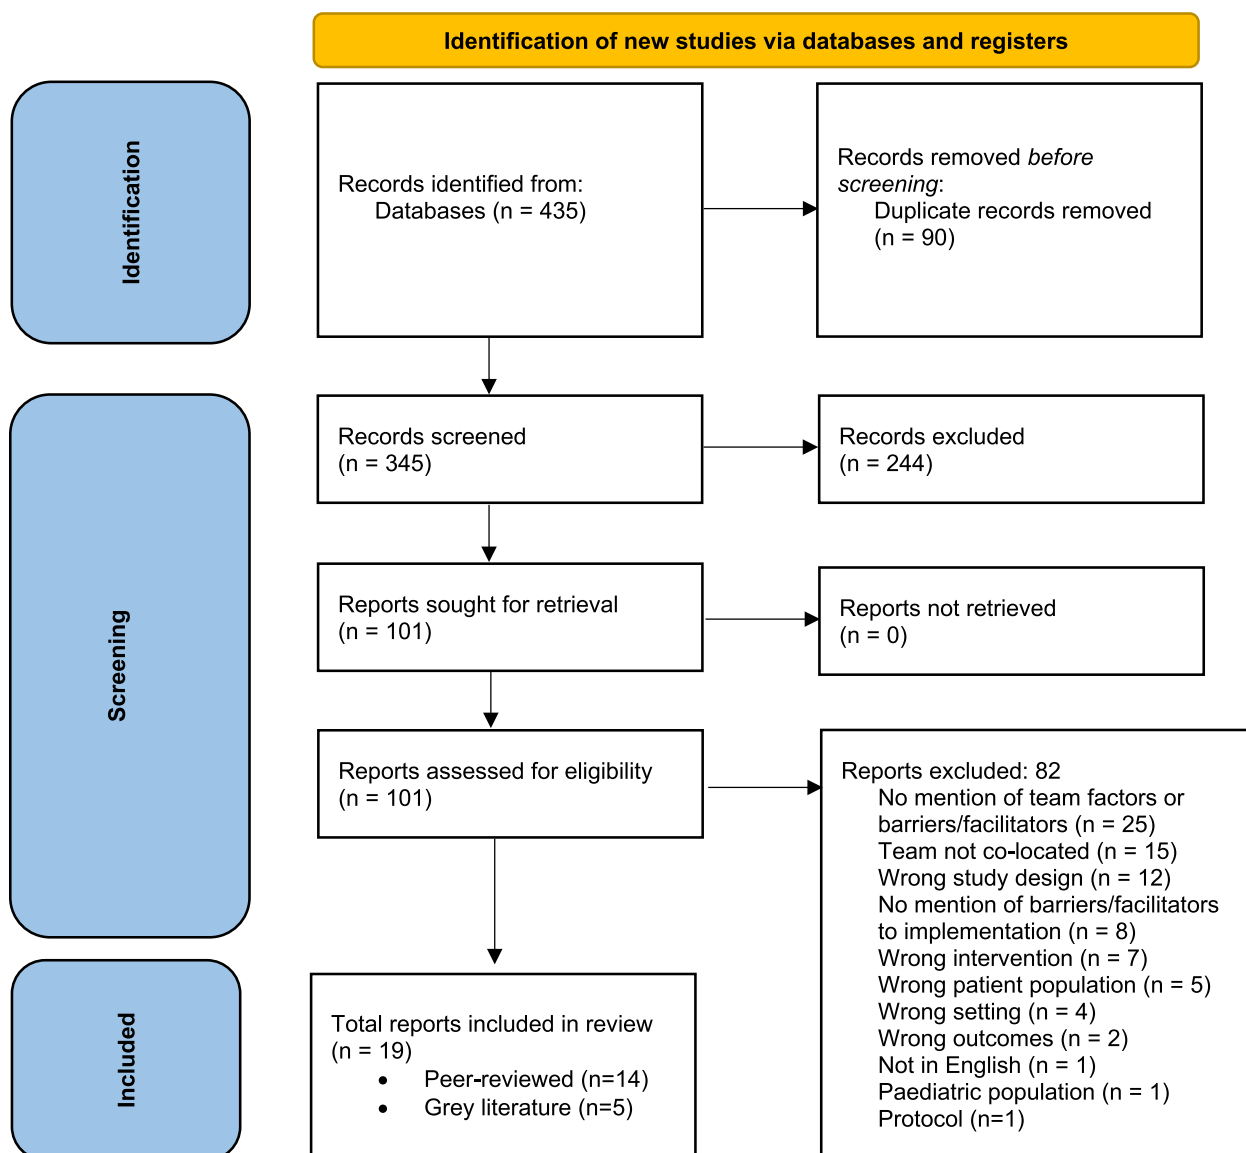 Identification of new studies via databases and registers
Identification
Records identified from:
Databases (n = 435)
Records removed before
screening:
Duplicate records removed
(n = 90)
Screening
Records screened
(n = 345)
Records excluded
(n = 244)
Reports sought for retrieval
(n = 101)
Reports not retrieved
(n = 0)
Reports assessed for eligibility
(n = 101)
Reports excluded: 82
No mention of team factors or
barriers/facilitators (n = 25)
Team not co-located (n = 15)
Wrong study design (n = 12)
No mention of barriers/facilitators
to implementation (n = 8)
Wrong intervention (n = 7)
Wrong patient population (n = 5)
Wrong setting (n = 4)
Wrong outcomes (n = 2)
Not in English (n = 1)
Paediatric population (n = 1)
Protocol (n=1)
Included
Total reports included in review
(n = 19)
• Peer-reviewed (n=14)
• Grey literature (n=5)